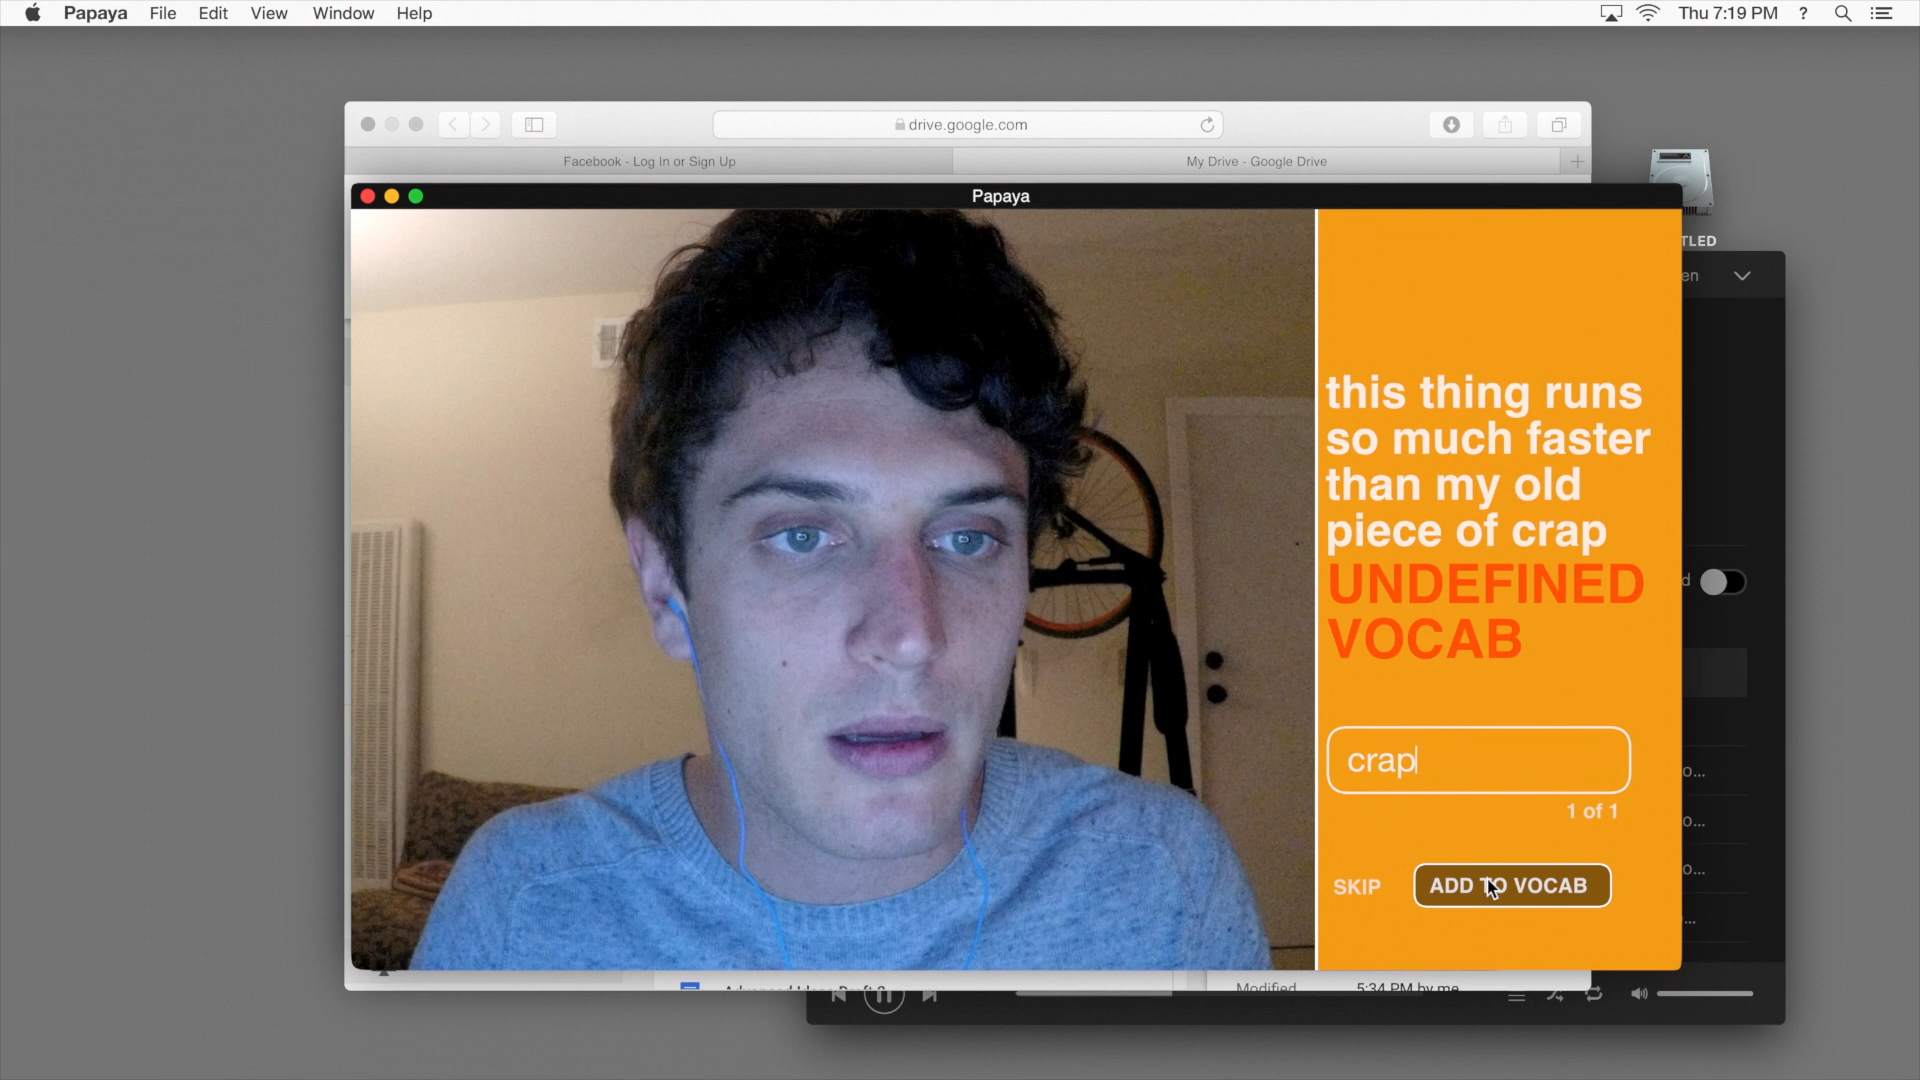 Papaya File Edit View Window Help
Thu 7:19 PM ?
drive.google.com
Facebook - Log In or Sign Up
My Drive - Google Drive
Papaya
TLED
en
this thing runs
so much faster
than my old
piece of crap
UNDEFINED
VOCAB
d
crap
o...
1 of 1
o...
o...
SKIP
ADD TO VOCAB
...
Modified
5:34 PM by me